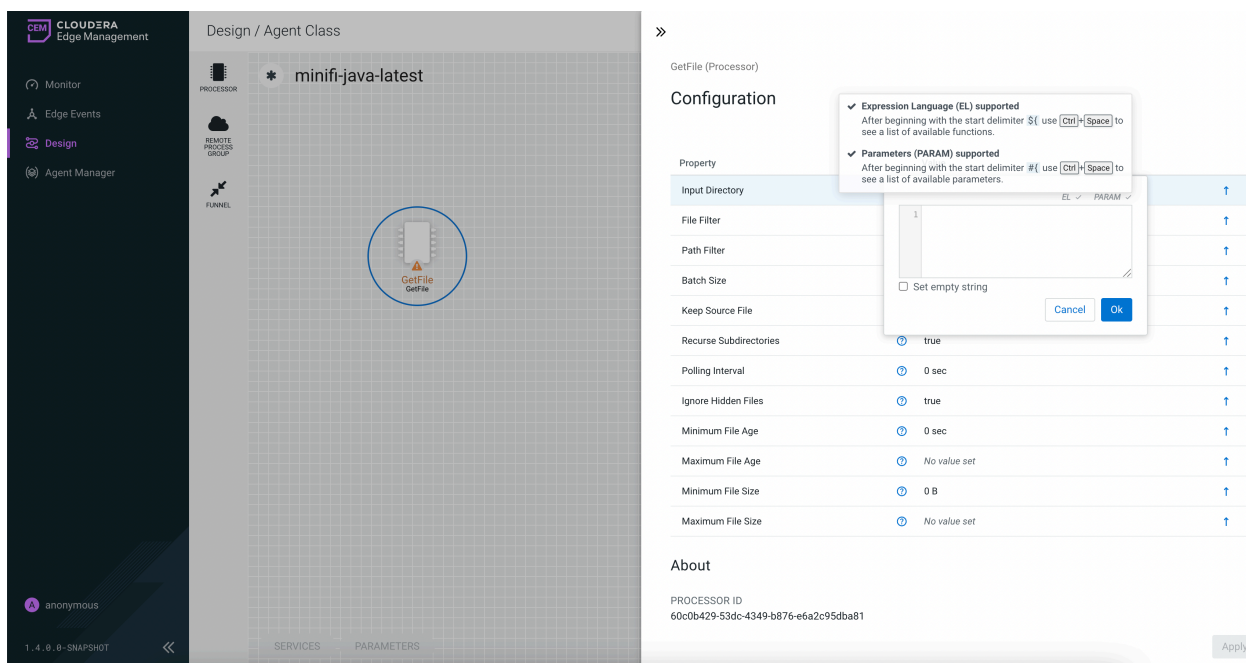 CEM
CLOUDERA
Edge Management
Monitor
Edge Events
Design
Agent Manager
A anonymous
1.4.0.0-SNAPSHOT
Design / Agent Class
PROCESSOR
REMOTE
PROCESS
GROUP
FUNNEL
minifi-java-latest
GetFile
GetFile
SERVICES PARAMETERS
GetFile (Processor)
Configuration
Expression Language (EL) supported
After beginning with the start delimiter ${ use Ctrl+Space to
see a list of available functions.
Parameters (PARAM) supported
After beginning with the start delimiter #{ use Ctrl+Space to
see a list of available parameters.
EL PARAM
1
Set empty string
Cancel Ok
Property
Input Directory
File Filter
Path Filter
Batch Size
Keep Source File
Recurse Subdirectories ? true
Polling Interval ? 0 sec
Ignore Hidden Files ? true
Minimum File Age ? 0 sec
Maximum File Age ? No value set
Minimum File Size ? 0 B
Maximum File Size ? No value set
About
PROCESSOR ID
60c0b429-53dc-4349-b876-e6a2c95dba81
Apply